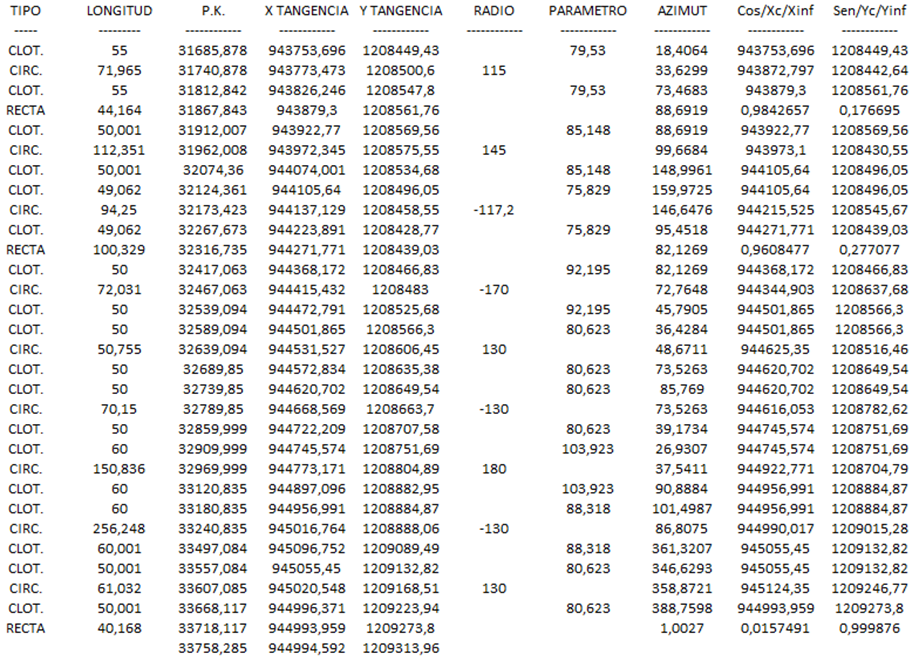 TIPO LONGITUD P.K. X TANGENCIA Y TANGENCIA RADIO PARAMETRO AZIMUT Cos/Xc/Xinf Sen/Yc/Yinf
----- --------- ------------ ------------ ------------ ------------ ------------ ---------- ------------ ------------
CLOT. 55 31685,878 943753,696 1208449,43 79,53 18,4064 943753,696 1208449,43
CIRC. 71,965 31740,878 943773,473 1208500,6 115 33,6299 943872,797 1208442,64
CLOT. 55 31812,842 943826,246 1208547,8 79,53 73,4683 943879,3 1208561,76
RECTA 44,164 31867,843 943879,3 1208561,76 88,6919 0,9842657 0,176695
CLOT. 50,001 31912,007 943922,77 1208569,56 85,148 88,6919 943922,77 1208569,56
CIRC. 112,351 31962,008 943972,345 1208575,55 145 99,6684 943973,1 1208430,55
CLOT. 50,001 32074,36 944074,001 1208534,68 85,148 148,9961 944105,64 1208496,05
CLOT. 49,062 32124,361 944105,64 1208496,05 75,829 159,9725 944105,64 1208496,05
CIRC. 94,25 32173,423 944137,129 1208458,55 -117,2 146,6476 944215,525 1208545,67
CLOT. 49,062 32267,673 944223,891 1208428,77 75,829 95,4518 944271,771 1208439,03
RECTA 100,329 32316,735 944271,771 1208439,03 82,1269 0,9608477 0,277077
CLOT. 50 32417,063 944368,172 1208466,83 92,195 82,1269 944368,172 1208466,83
CIRC. 72,031 32467,063 944415,432 1208483 -170 72,7648 944344,903 1208637,68
CLOT. 50 32539,094 944472,791 1208525,68 92,195 45,7905 944501,865 1208566,3
CLOT. 50 32589,094 944501,865 1208566,3 80,623 36,4284 944501,865 1208566,3
CIRC. 50,755 32639,094 944531,527 1208606,45 130 48,6711 944625,35 1208516,46
CLOT. 50 32689,85 944572,834 1208635,38 80,623 73,5263 944620,702 1208649,54
CLOT. 50 32739,85 944620,702 1208649,54 80,623 85,769 944620,702 1208649,54
CIRC. 70,15 32789,85 944668,569 1208663,7 -130 73,5263 944616,053 1208782,62
CLOT. 50 32859,999 944722,209 1208707,58 80,623 39,1734 944745,574 1208751,69
CLOT. 60 32909,999 944745,574 1208751,69 103,923 26,9307 944745,574 1208751,69
CIRC. 150,836 32969,999 944773,171 1208804,89 180 37,5411 944922,771 1208704,79
CLOT. 60 33120,835 944897,096 1208882,95 103,923 90,8884 944956,991 1208884,87
CLOT. 60 33180,835 944956,991 1208884,87 88,318 101,4987 944956,991 1208884,87
CIRC. 256,248 33240,835 945016,764 1208888,06 -130 86,8075 944990,017 1209015,28
CLOT. 60,001 33497,084 945096,752 1209089,49 88,318 361,3207 945055,45 1209132,82
CLOT. 50,001 33557,084 945055,45 1209132,82 80,623 346,6293 945055,45 1209132,82
CIRC. 61,032 33607,085 945020,548 1209168,51 130 358,8721 945124,35 1209246,77
CLOT. 50,001 33668,117 944996,371 1209223,94 80,623 388,7598 944993,959 1209273,8
RECTA 40,168 33718,117 944993,959 1209273,8 1,0027 0,0157491 0,999876
33758,285 944994,592 1209313,96